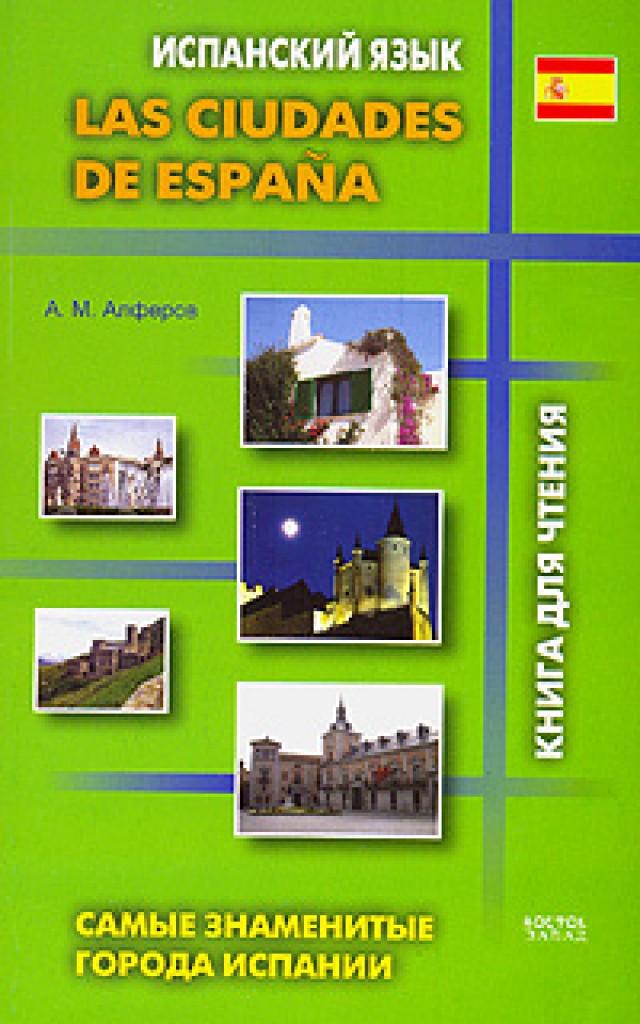 ИСПАНСКИЙ ЯЗЫК
LAS CIUDADES
DE ESPAÑA
А. М. Алферов
КНИГА ДЛЯ ЧТЕНИЯ
САМЫЕ ЗНАМЕНИТЫЕ
ГОРОДА ИСПАНИИ
ВОСТОК
ЗАПАД